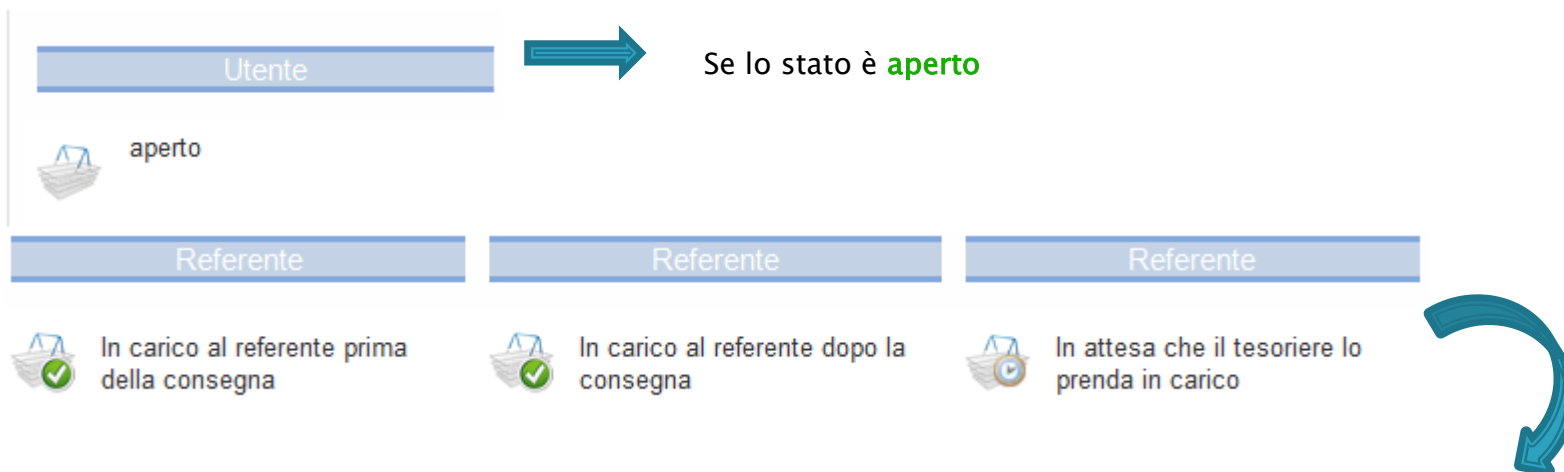 Utente
Se lo stato è aperto
aperto
Referente
Referente
Referente
In carico al referente prima
della consegna
In carico al referente dopo la
consegna
In attesa che il tesoriere lo
prenda in carico